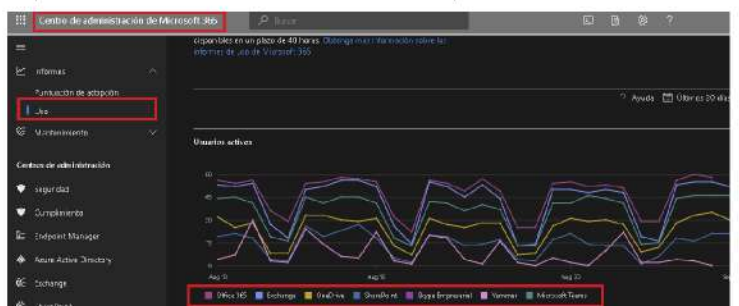 Centro de administración de Microsoft 365
Buscar
disponibles en un plazo de 48 horas. Obtenga más información sobre los
informes de uso de Microsoft 365
Informes
Puntuación de adopción
Uso
Mantenimiento
Ayuda
Últimos 30 días
Centros de administración
Seguridad
Cumplimiento
Endpoint Manager
Azure Active Directory
Exchange
SharePoint
Usuarios activos
60
0
Office 365
Exchange
OneDrive
SharePoint
Skype Empresarial
Yammer
Microsoft Teams